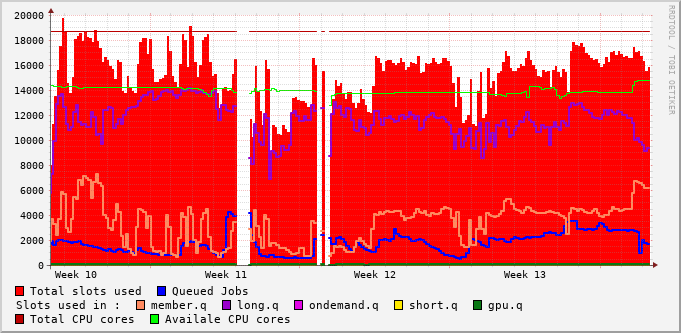 20000
18000
16000
14000
12000
10000
8000
6000
4000
2000
0
Week 10 Week 11 Week 12 Week 13
RRDTOOL / TOBI OETIKER
Total slots used Queued Jobs
Slots used in : member.q long.q ondemand.q short.q gpu.q
Total CPU cores Availale CPU cores